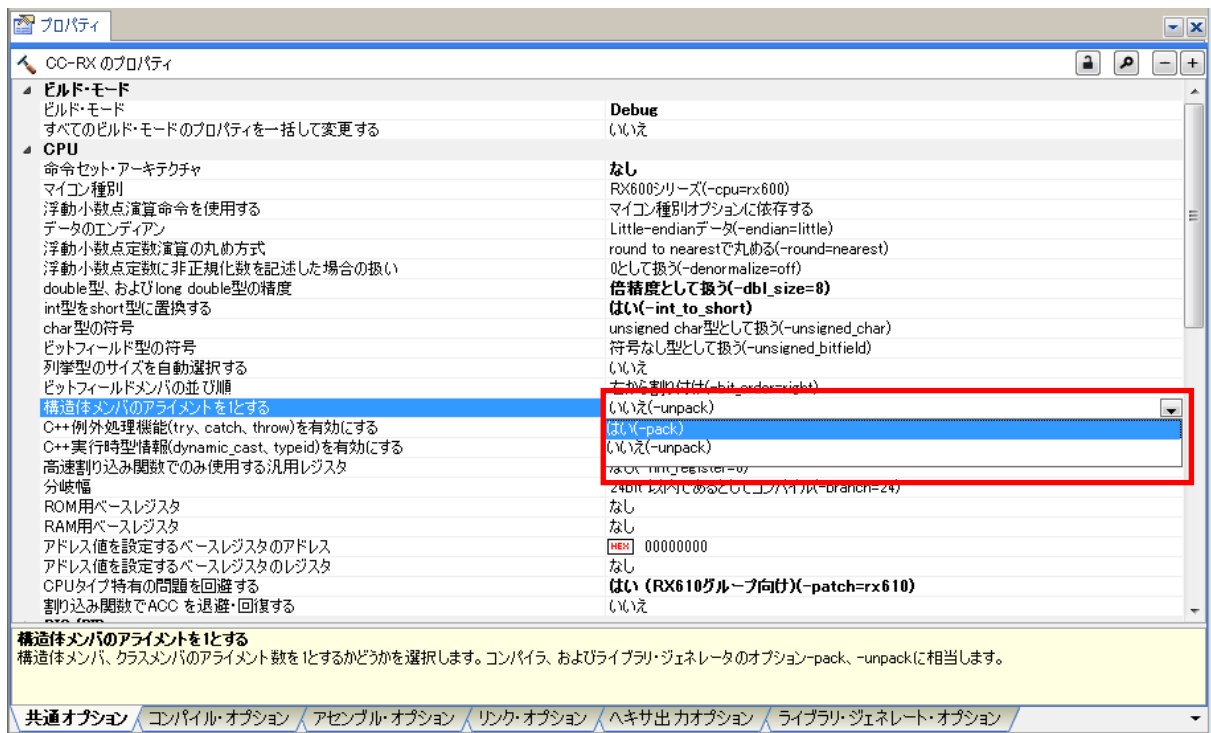 プロパティ
CC-RX のプロパティ
ビルド・モード
ビルド・モード Debug
すべてのビルド・モードのプロパティを一括して変更する いいえ
CPU
命令セット・アーキテクチャ なし
マイコン種別 RX600シリーズ(-cpu=rx600)
浮動小数点演算命令を使用する マイコン種別オプションに依存する
データのエンディアン Little-endianデータ(-endian=little)
浮動小数点定数演算の丸め方式 round to nearestで丸める(-round=nearest)
浮動小数点定数に非正規化数を記述した場合の扱い 0として扱う(-denormalize=off)
double型、およびlong double型の精度 倍精度として扱う(-dbl_size=8)
int型をshort型に置換する はい(-int_to_short)
char型の符号 unsigned char型として扱う(-unsigned_char)
ビットフィールド型の符号 符号なし型として扱う(-unsigned_bitfield)
列挙型のサイズを自動選択する いいえ
ビットフィールドメンバの並び順 右から割り付け(-bit_order=right)
構造体メンバのアライメントを1とする いいえ(-unpack)
C++例外処理機能(try、catch、throw)を有効にする はい(-pack)
C++実行時型情報(dynamic_cast、typeid)を有効にする いいえ(-unpack)
高速割り込み関数でのみ使用する汎用レジスタ なし(-fint_register=0)
分岐幅 24bit 以内であるとしてコンパイル(-branch=24)
ROM用ベースレジスタ なし
RAM用ベースレジスタ なし
アドレス値を設定するベースレジスタのアドレス HEX 00000000
アドレス値を設定するベースレジスタのレジスタ なし
CPUタイプ特有の問題を回避する はい (RX610グループ向け)(-patch=rx610)
割り込み関数でACC を退避・回復する いいえ
構造体メンバのアライメントを1とする
構造体メンバ、クラスメンバのアライメント数を1とするかどうかを選択します。コンパイラ、およびライブラリ・ジェネレータのオプション-pack、-unpackに相当します。
共通オプション コンパイル・オプション アセンブル・オプション リンク・オプション ヘキサ出力オプション ライブラリ・ジェネレート・オプション